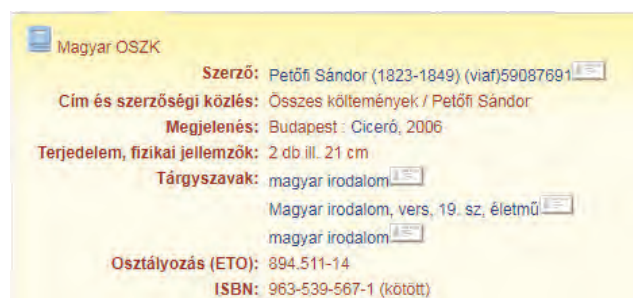 Magyar OSZK
Szerző: Petőfi Sándor (1823-1849) (viaf)59087691
Cím és szerzőségi közlés: Összes költemények / Petőfi Sándor
Megjelenés: Budapest : Ciceró, 2006
Terjedelem, fizikai jellemzők: 2 db ill. 21 cm
Tárgyszavak: magyar irodalom
Magyar irodalom, vers, 19. sz, életmű
magyar irodalom
Osztályozás (ETO): 894.511-14
ISBN: 963-539-567-1 (kötött)